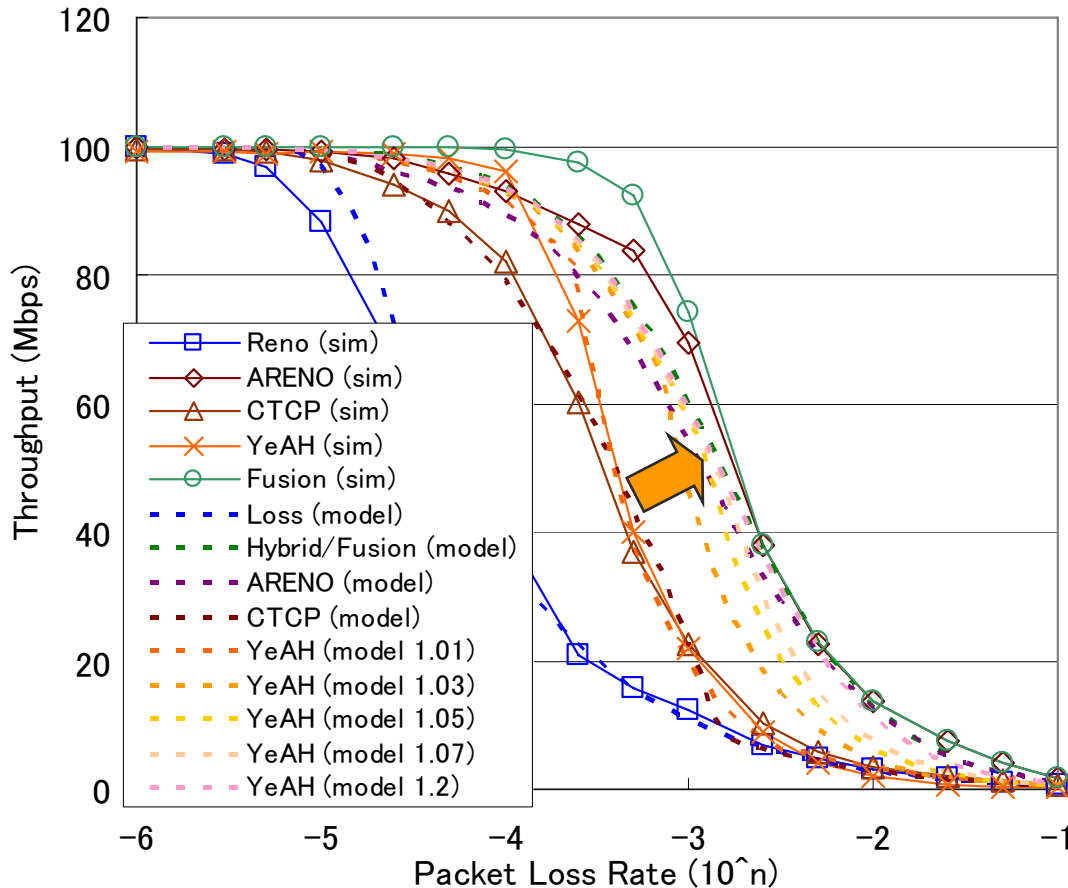 120
100
80
60
40
20
0
Throughput (Mbps)
Reno (sim)
ARENO (sim)
CTCP (sim)
YeAH (sim)
Fusion (sim)
Loss (model)
Hybrid/Fusion (model)
ARENO (model)
CTCP (model)
YeAH (model 1.01)
YeAH (model 1.03)
YeAH (model 1.05)
YeAH (model 1.07)
YeAH (model 1.2)
-6 -5 -4 -3 -2 -1
Packet Loss Rate (10^n)